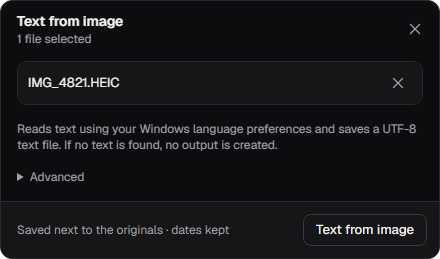 Text from image
1 file selected
IMG_4821.HEIC
Reads text using your Windows language preferences and saves a UTF-8
text file. If no text is found, no output is created.
Advanced
Saved next to the originals · dates kept
Text from image